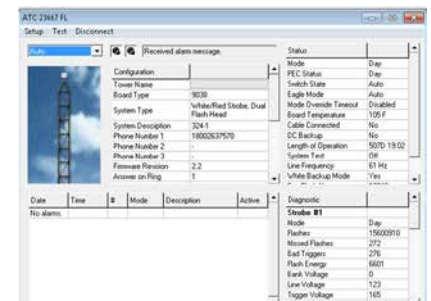 ATC 23667 FL
Setup Test Disconnect
Auto
Received alarm message.
Configuration
Tower Name
Board Type 9038
System Type White/Red Strobe, Dual Flash Head
System Description 324-1
Phone Number 1 18002637570
Phone Number 2 -
Phone Number 3 -
Firmware Revision 2.2
Answer on Ring 1
Status
Mode Day
PEC Status Day
Switch State Auto
Eagle Mode Auto
Mode Override Timeout Disabled
Board Temperature 105 F
Cable Connected No
DC Backup No
Length of Operation 507D 19:02
System Test Off
Line Frequency 61 Hz
White Backup Mode Yes
Date Time # Mode Description Active
No alarms
Diagnostic
Strobe #1
Mode Day
Flashes 15600910
Missed Flashes 272
Bad Triggers 276
Flash Energy 6601
Bank Voltage 0
Line Voltage 123
Trigger Voltage 165